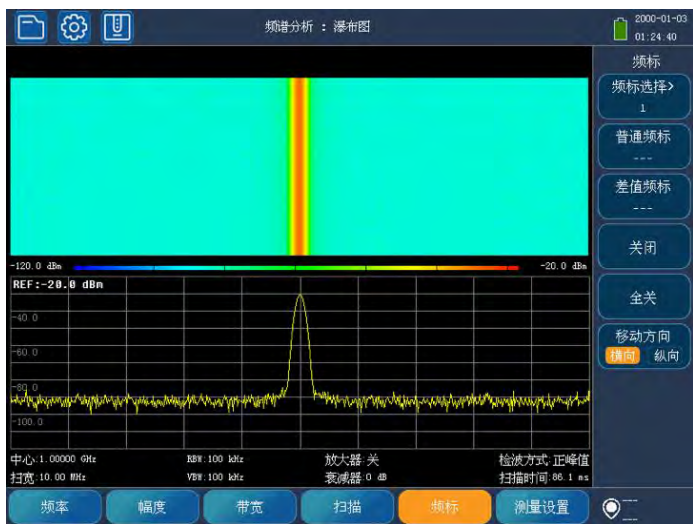 频谱分析 : 瀑布图
2000-01-03
01:24:40
频标
频标选择>
1
普通频标
---
差值频标
---
关闭
全关
移动方向
横向 纵向
-120.0 dBm
-20.0 dBm
REF:-20.0 dBm
-40.0
-60.0
-80.0
-100.0
中心:1.00000 GHz RBW:100 kHz 放大器:关 检波方式:正峰值
扫宽:10.00 MHz VBW:100 kHz 衰减器:0 dB 扫描时间:86.1 ms
频率 幅度 带宽 扫描 频标 测量设置